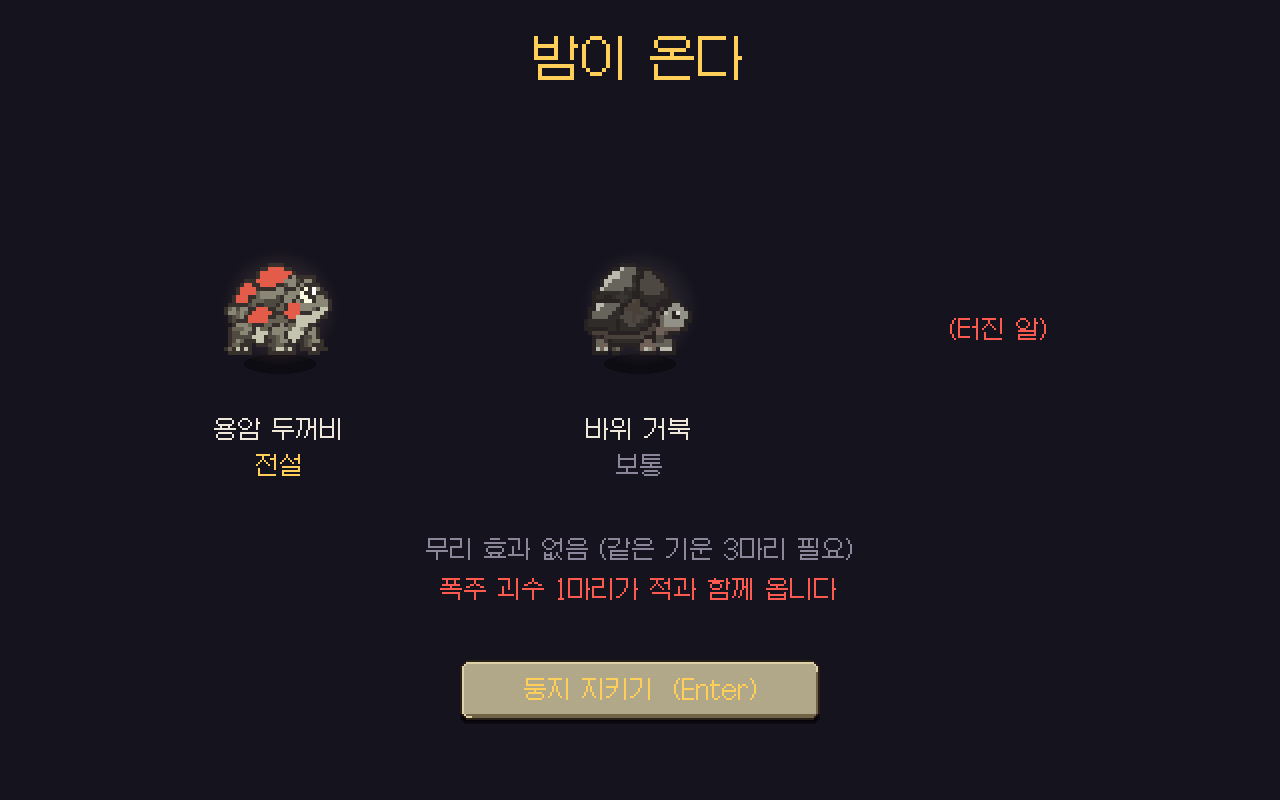 밤이 온다
(터진 알)
용암 두꺼비
바위 거북
전설
보통
무리 효과 없음 (같은 기운 3마리 필요)
폭주 괴수 1마리가 적과 함께 옵니다
둥지 지키기 (Enter)